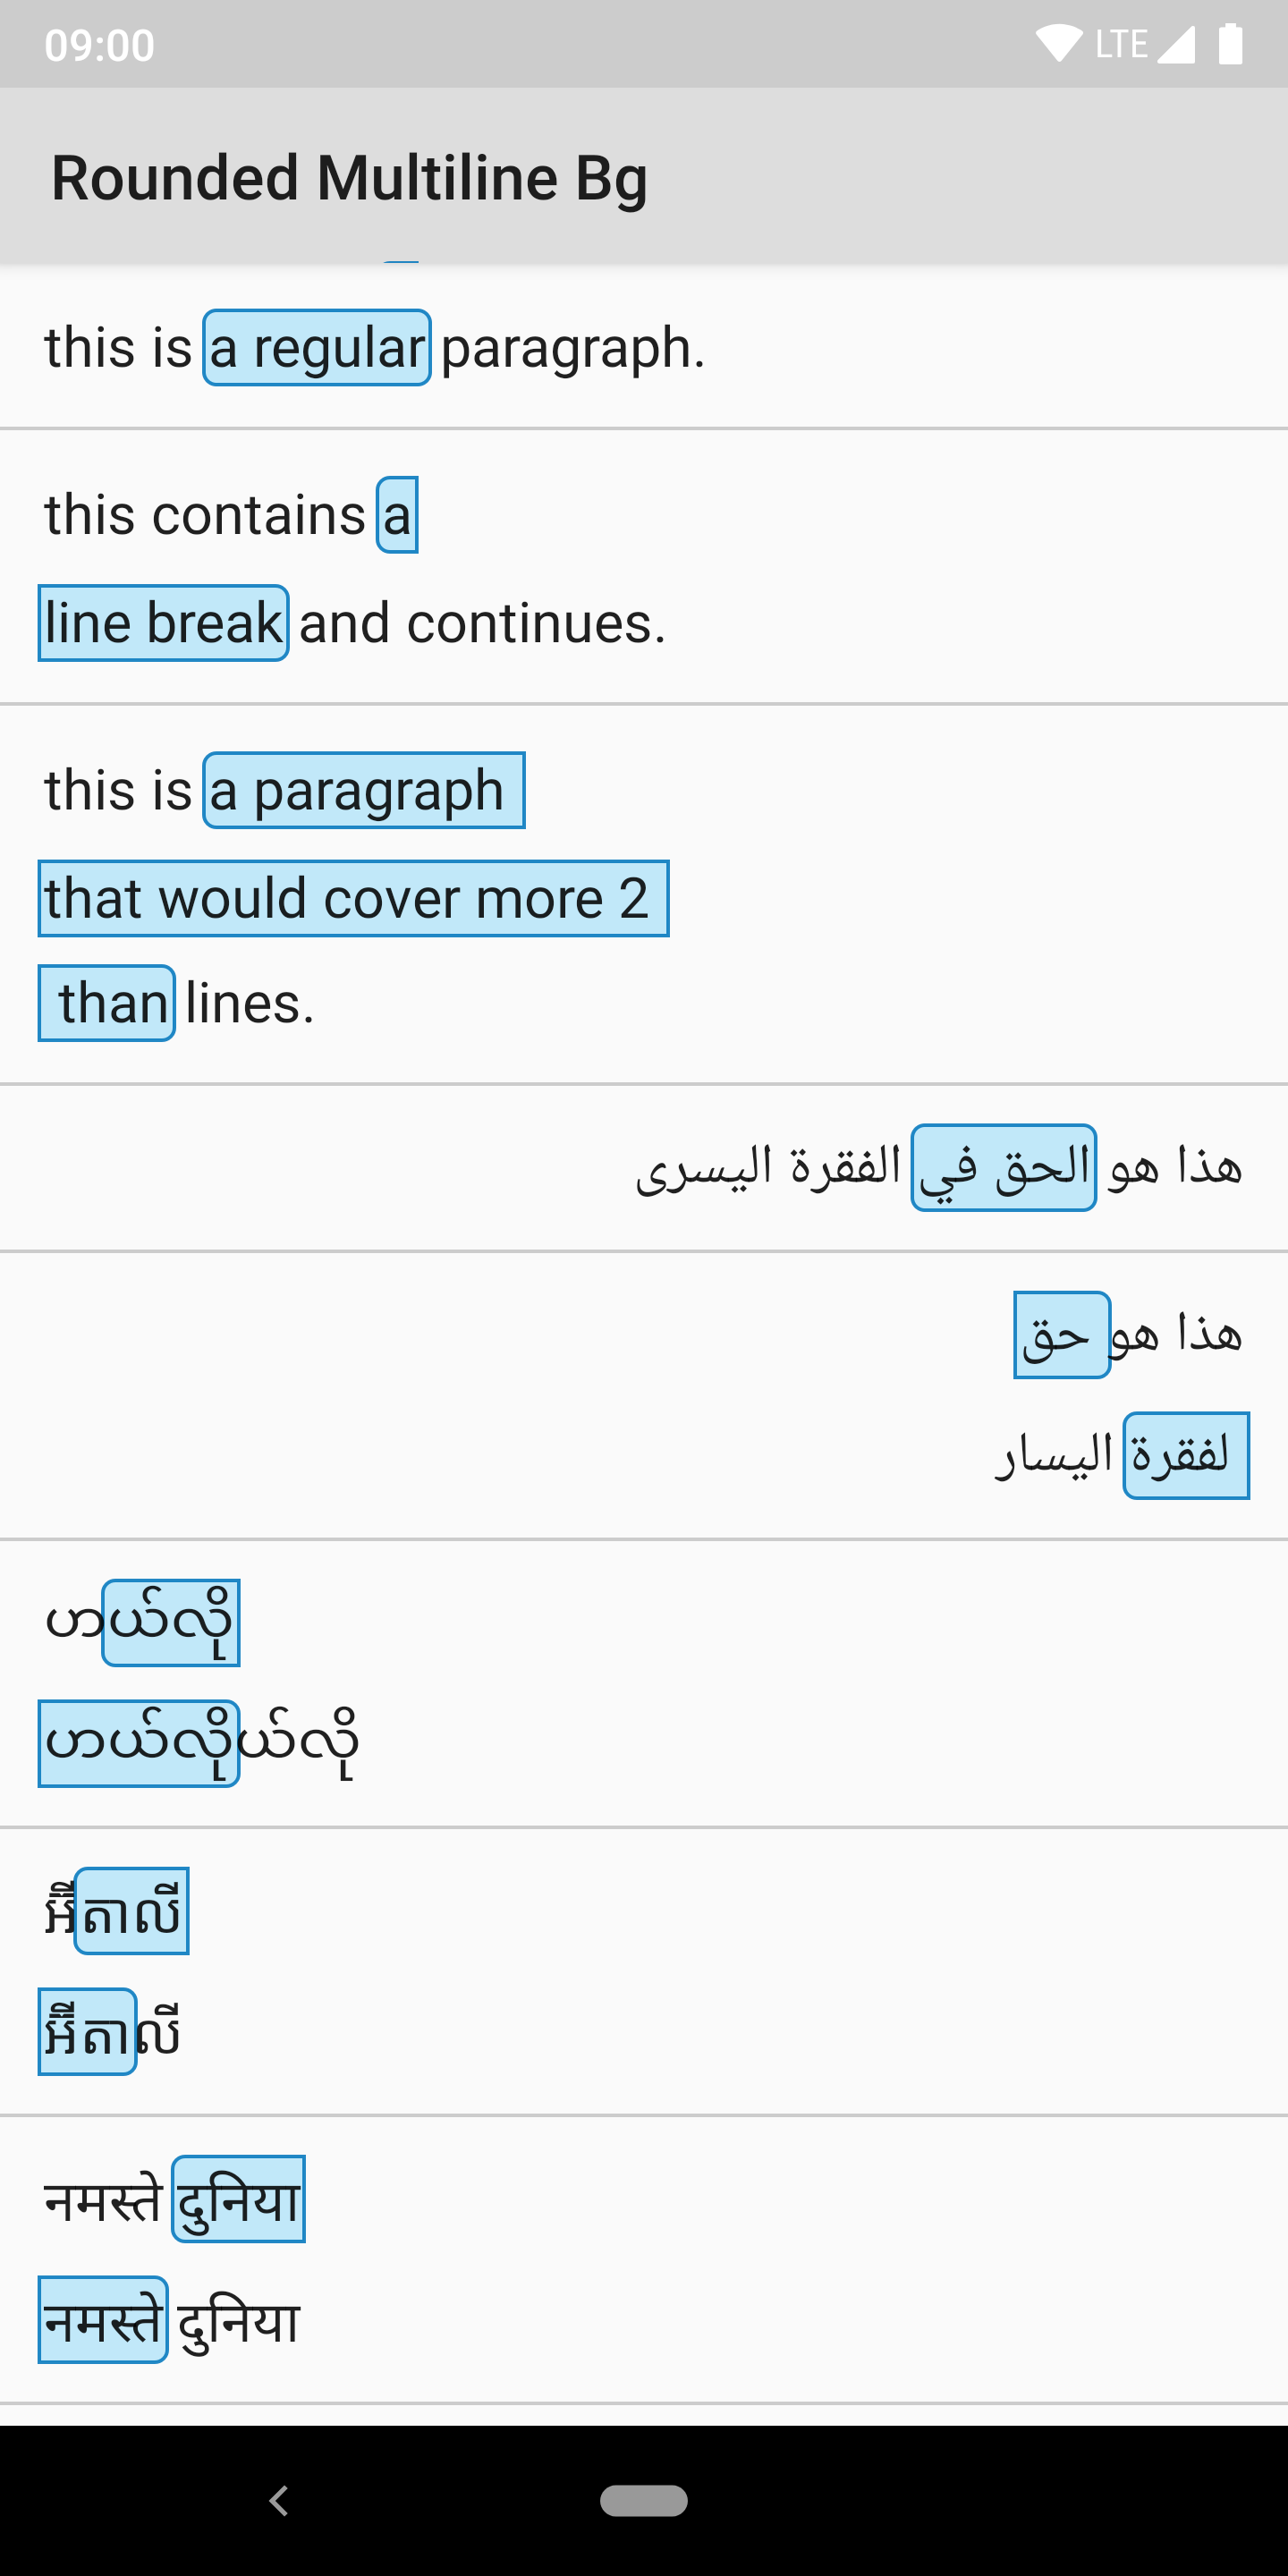 09:00 LTE
Rounded Multiline Bg
this is a regular paragraph.
this contains a
line break and continues.
this is a paragraph
that would cover more 2
than lines.
هذا هو الحق في الفقرة اليسرى
هذا هو حق
لفقرة اليسار
ဟယ်လို
ဟယ်လိုယ်လို
អ៊ីតាលី
អ៊ីតាលី
नमस्ते दुनिया
नमस्ते दुनिया